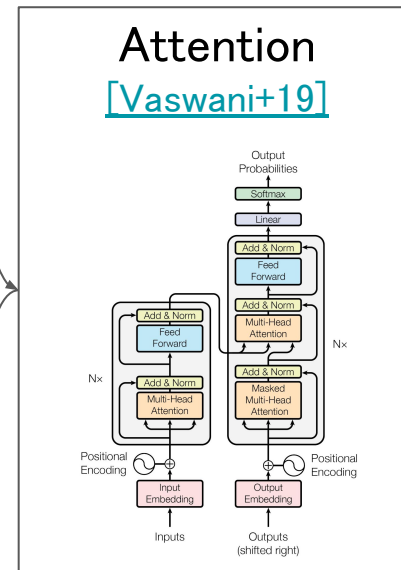 Attention
[Vaswani+19]
Output
Probabilities
Softmax
Linear
Add & Norm
Feed
Forward
Add & Norm
Multi-Head
Attention
Add & Norm
Masked
Multi-Head
Attention
N×
Add & Norm
Feed
Forward
Add & Norm
Multi-Head
Attention
N×
Positional
Encoding
Positional
Encoding
Input
Embedding
Output
Embedding
Inputs
Outputs
(shifted right)